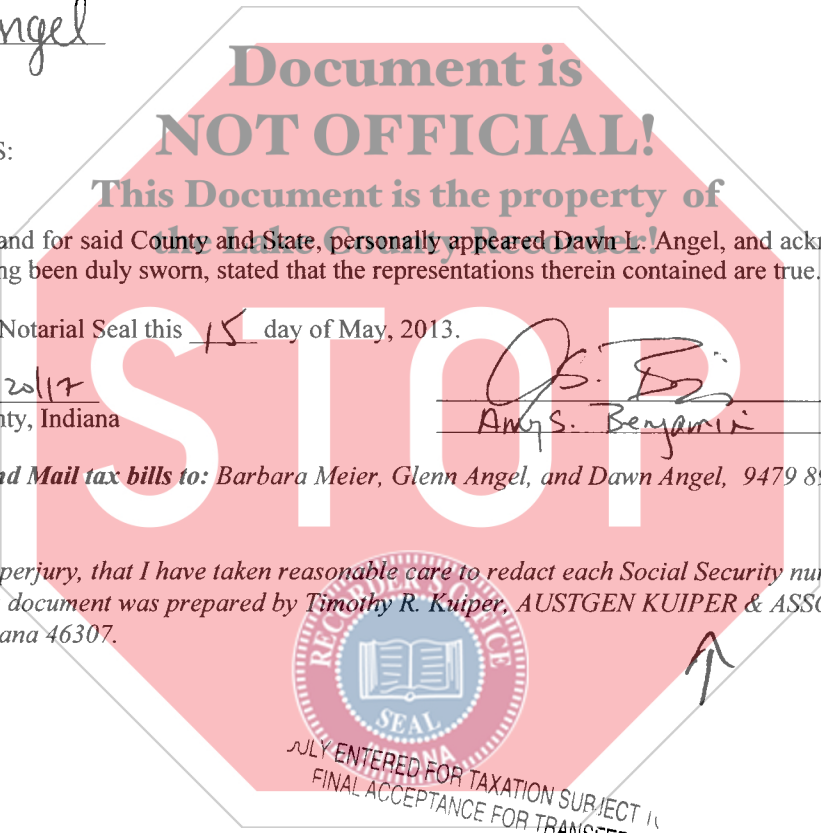 ngel
Document is
NOT OFFICIAL!
S:
This Document is the property of
the Lake County Recorder!
and for said County and State, personally appeared Dawn L. Angel, and ackn
ng been duly sworn, stated that the representations therein contained are true.
Notarial Seal this 15 day of May, 2013.
STOP
20/17
nty, Indiana
Amy S. Benjamin
nd Mail tax bills to: Barbara Meier, Glenn Angel, and Dawn Angel, 9479 89
perjury, that I have taken reasonable care to redact each Social Security nu
document was prepared by Timothy R. Kuiper, AUSTGEN KUIPER & ASSO
ana 46307.
RECORDER'S OFFICE
SEAL
INDIANA
ULY ENTERED FOR TAXATION SUBJECT
FINAL ACCEPTANCE FOR TRANSFER